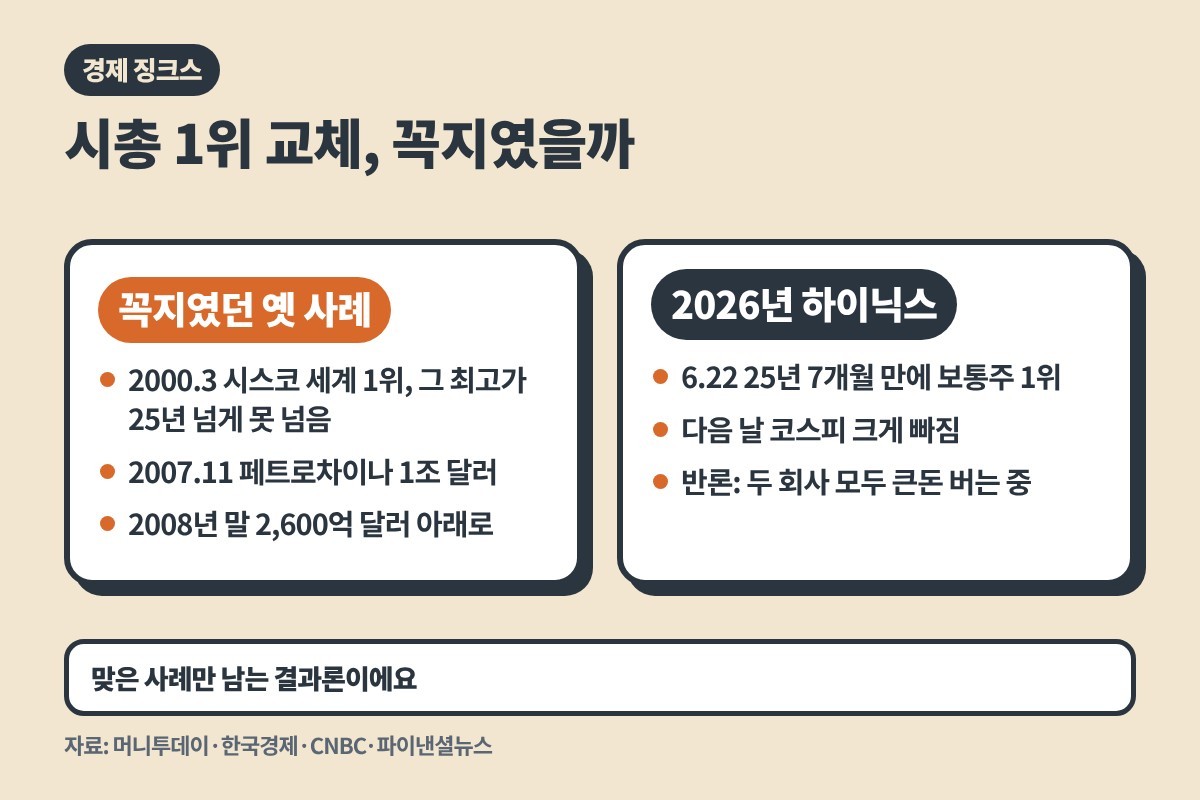 경제 징크스
시총 1위 교체, 꼭지였을까
꼭지였던 옛 사례
2000.3 시스코 세계 1위, 그 최고가
25년 넘게 못 넘음
2007.11 페트로차이나 1조 달러
2008년 말 2,600억 달러 아래로
2026년 하이닉스
6.22 25년 7개월 만에 보통주 1위
다음 날 코스피 크게 빠짐
반론: 두 회사 모두 큰돈 버는 중
맞은 사례만 남는 결과론이에요
자료: 머니투데이·한국경제·CNBC·파이낸셜뉴스